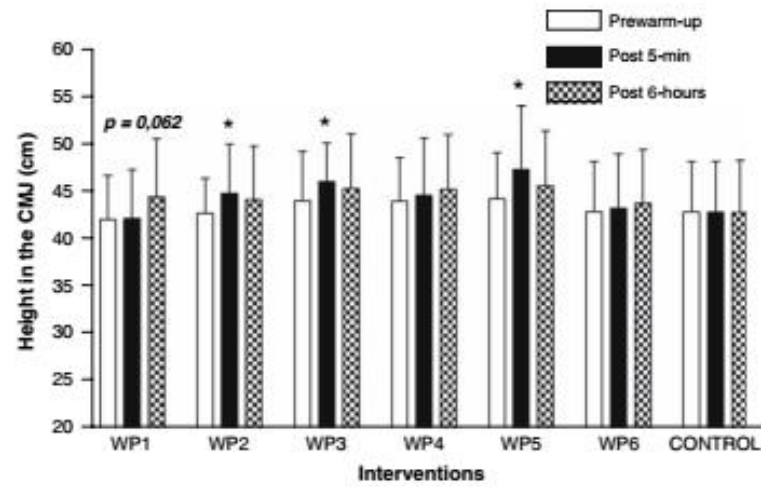 Prewarm-up
Post 5-min
Post 6-hours
60
55
50
45
40
35
30
25
20
Height in the CMJ (cm)
p = 0,062
*
*
*
WP1 WP2 WP3 WP4 WP5 WP6 CONTROL
Interventions